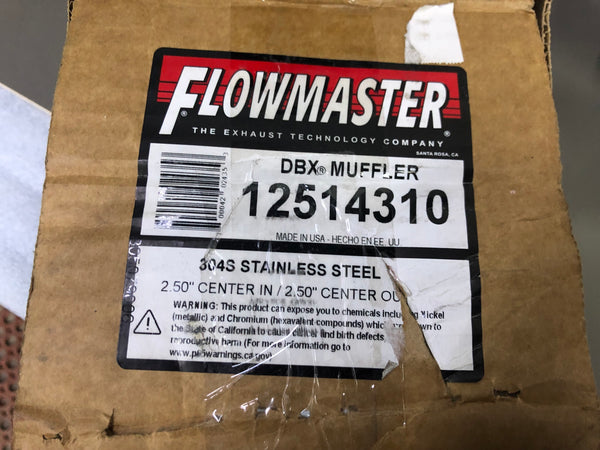 FLOWMASTER®
THE EXHAUST TECHNOLOGY COMPANY®
SANTA ROSA, CA
DBX® MUFFLER
12514310
MADE IN USA - HECHO EN EE. UU.
304S STAINLESS STEEL
2.50" CENTER IN / 2.50" CENTER OU
WARNING: This product can expose you to chemicals including Nickel
(metallic) and Chromium (hexavalent compounds) which are known to
the State of California to cause cancer and birth defects,
reproductive harm (For more information go to
www.p warnings.ca.gov)